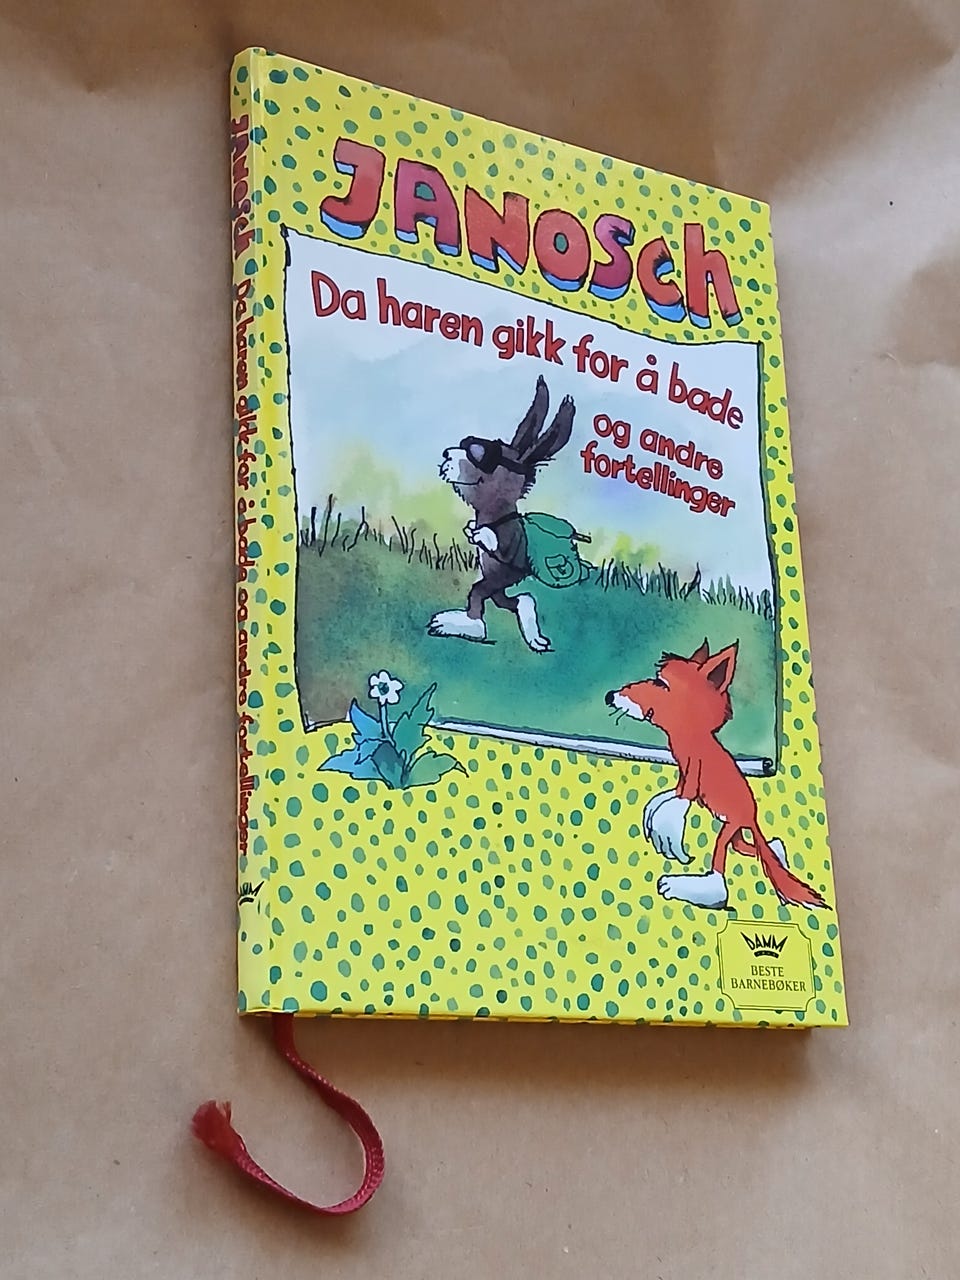 JANOSch
Da haren gikk for å bade
og andre
fortellinger
DAMM
BESTE
BARNEBØKER
JANOSch Da haren gikk for å bade og andre fortellinger
DAMM